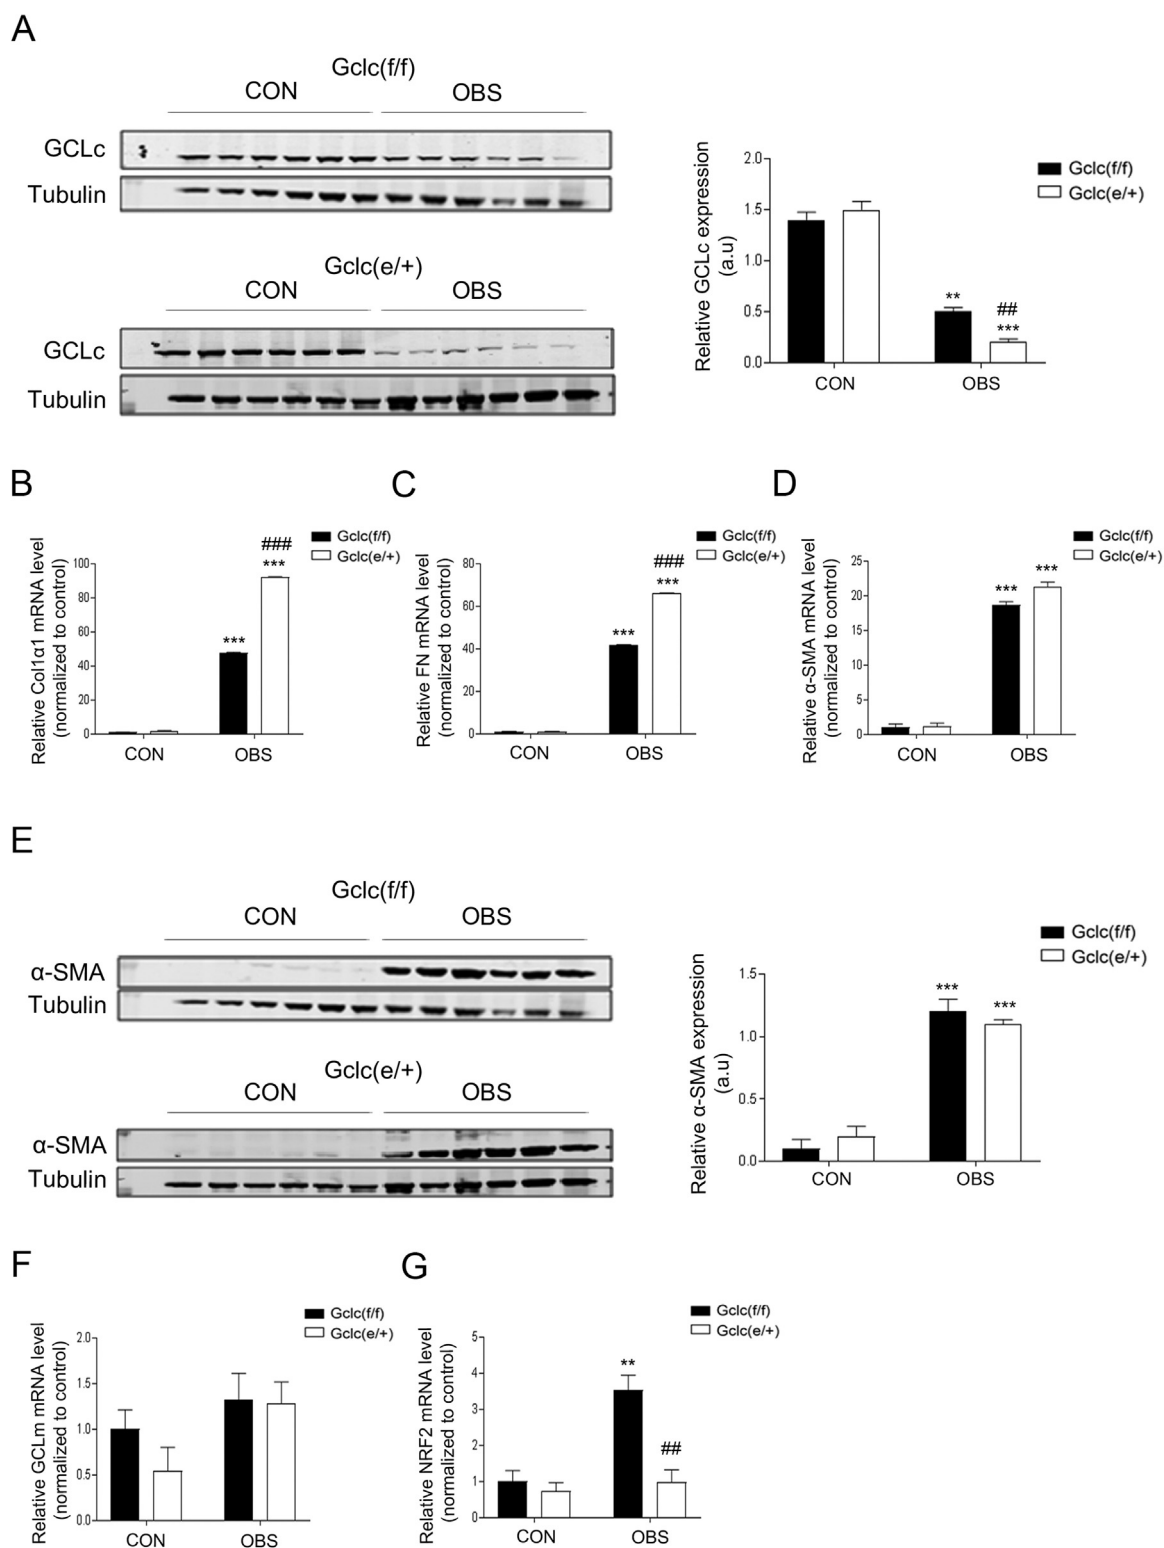 A
Gclc(f/f)
CON
OBS
GCLc
Tubulin
Gclc(e/+)
CON
OBS
GCLc
Tubulin
Relative GCLc expression
(a.u)
2.0
1.5
1.0
0.5
0.0
**
##
***
CON
OBS
Gclc(f/f)
Gclc(e/+)
B
Relative Col1α1 mRNA level
(normalized to control)
100
80
60
40
20
0
***
###
***
CON
OBS
Gclc(f/f)
Gclc(e/+)
C
Relative FN mRNA level
(normalized to control)
80
60
40
20
0
***
###
***
CON
OBS
Gclc(f/f)
Gclc(e/+)
D
Relative α-SMA mRNA level
(normalized to control)
25
20
15
10
5
0
***
***
CON
OBS
Gclc(f/f)
Gclc(e/+)
E
Gclc(f/f)
CON
OBS
α-SMA
Tubulin
Gclc(e/+)
CON
OBS
α-SMA
Tubulin
Relative α-SMA expression
(a.u)
1.5
1.0
0.5
0.0
***
***
CON
OBS
Gclc(f/f)
Gclc(e/+)
F
Relative GCLm mRNA level
(normalized to control)
2.0
1.5
1.0
0.5
0.0
CON
OBS
Gclc(f/f)
Gclc(e/+)
G
Relative NRF2 mRNA level
(normalized to control)
5
4
3
2
1
0
**
##
CON
OBS
Gclc(f/f)
Gclc(e/+)